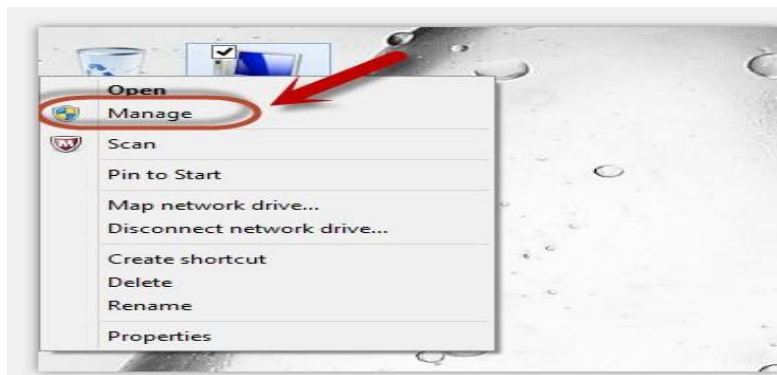 Open
Manage
Scan
Pin to Start
Map network drive...
Disconnect network drive...
Create shortcut
Delete
Rename
Properties